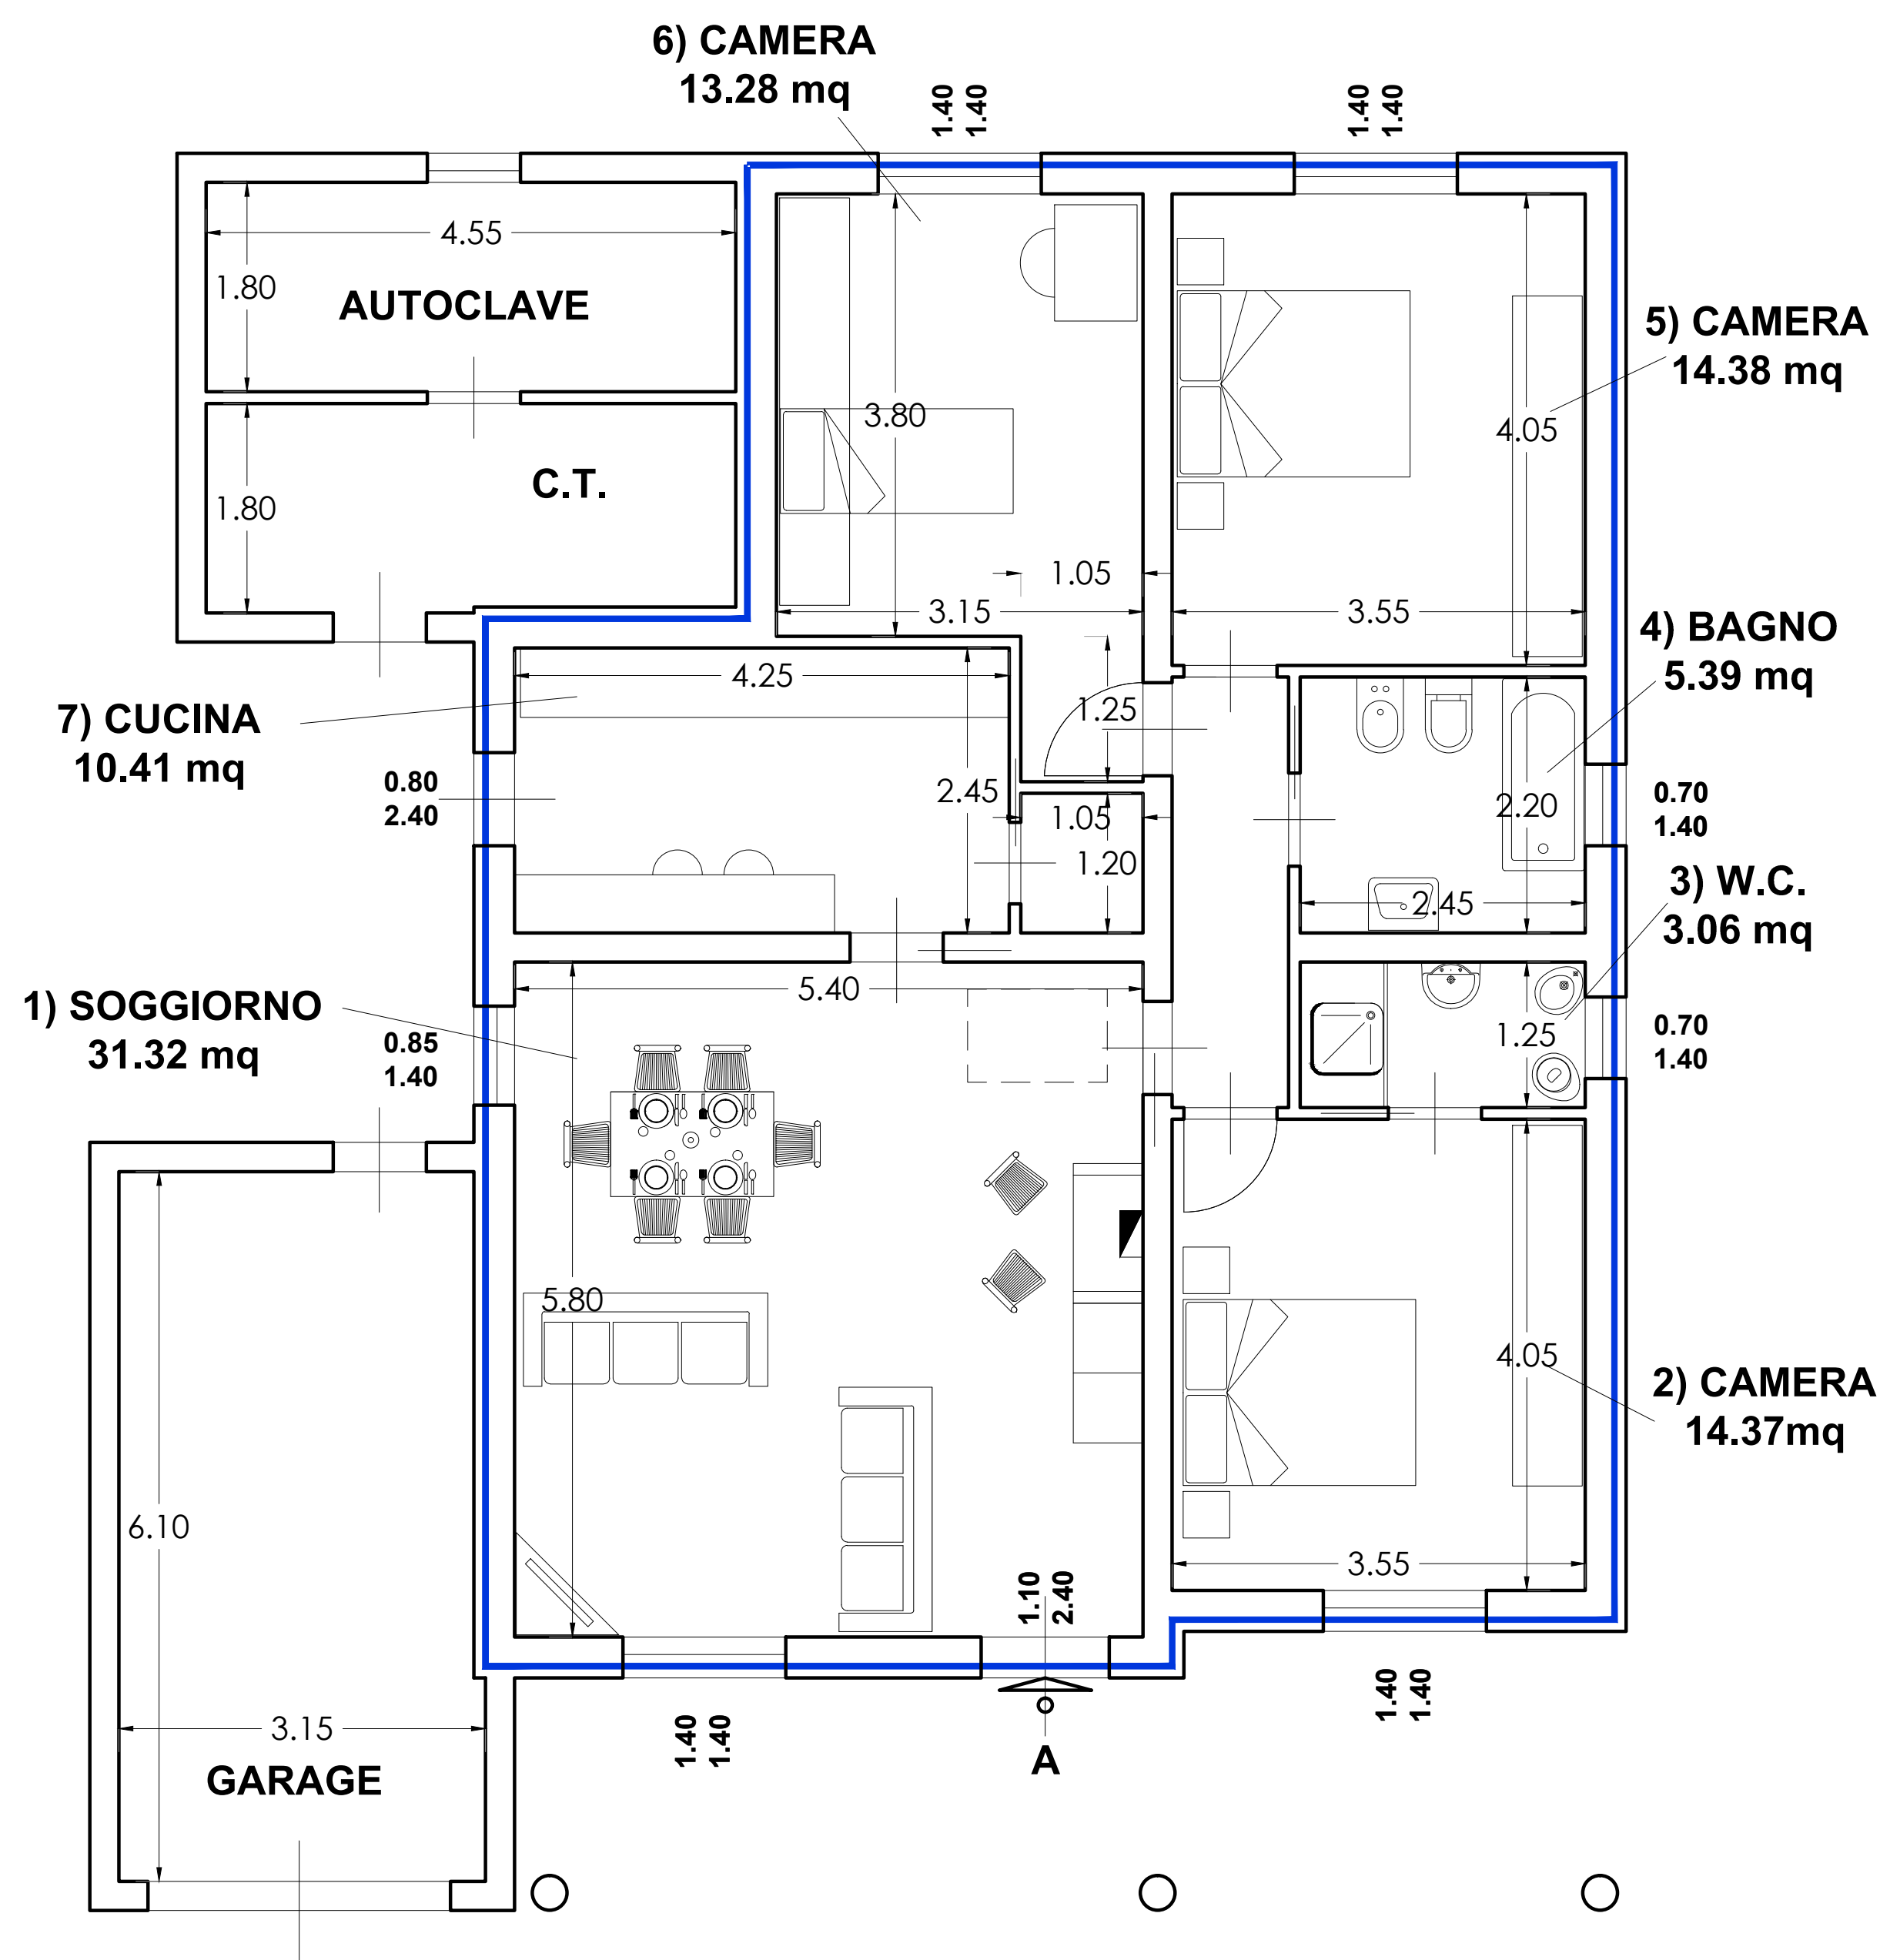 6) CAMERA
13.28 mq
1.40
1.40
1.40
1.40
4.55
1.80
AUTOCLAVE
5) CAMERA
14.38 mq
3.80
4.05
C.T.
1.80
1.05
3.15
3.55
4) BAGNO
5.39 mq
4.25
7) CUCINA
10.41 mq
1.25
0.80
2.40
2.45
1.05
2.20
0.70
1.40
1.20
2.45
3) W.C.
3.06 mq
1) SOGGIORNO
31.32 mq
5.40
0.85
1.40
1.25
0.70
1.40
5.80
4.05
2) CAMERA
14.37mq
6.10
3.55
1.10
2.40
1.40
1.40
3.15
1.40
1.40
GARAGE
A